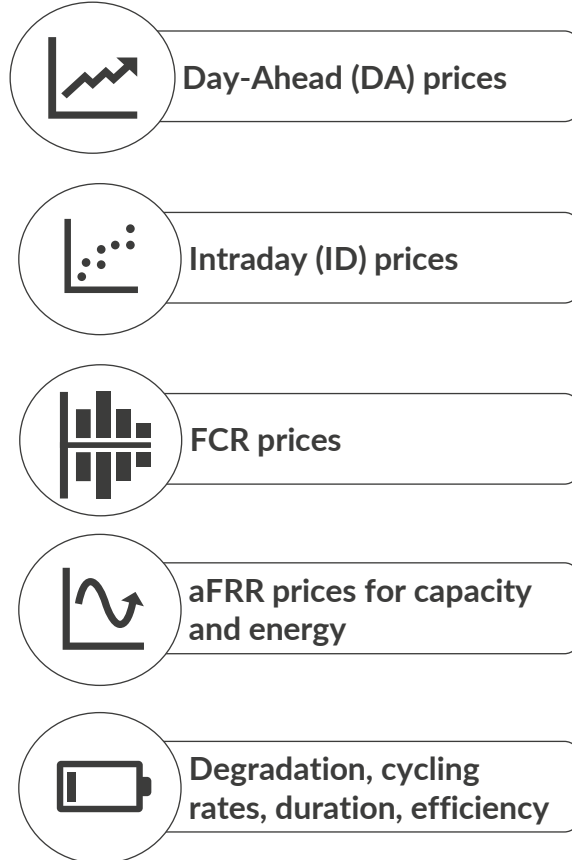 Day-Ahead (DA) prices
Intraday (ID) prices
FCR prices
aFRR prices for capacity
and energy
Degradation, cycling
rates, duration, efficiency